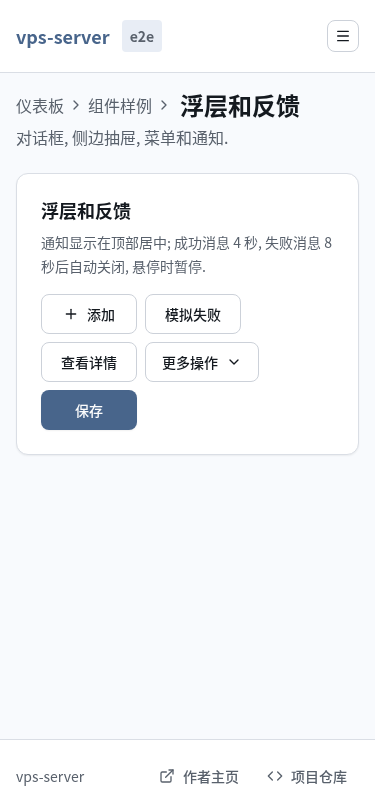 vps-server e2e
仪表板 组件样例 浮层和反馈
对话框, 侧边抽屉, 菜单和通知.
浮层和反馈
通知显示在顶部居中; 成功消息 4 秒, 失败消息 8
秒后自动关闭, 悬停时暂停.
添加 模拟失败
查看详情 更多操作
保存
vps-server 作者主页 项目仓库